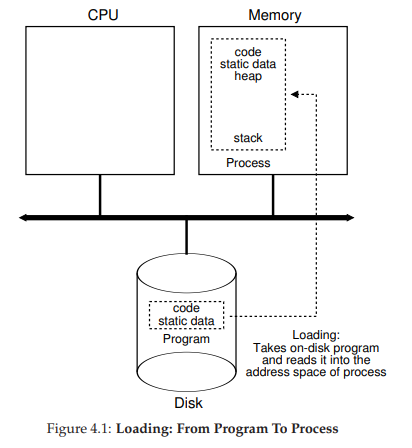 CPU
Memory
code
static data
heap
stack
Process
code
static data
Program
Loading:
Takes on-disk program
and reads it into the
address space of process
Disk
Figure 4.1: Loading: From Program To Process